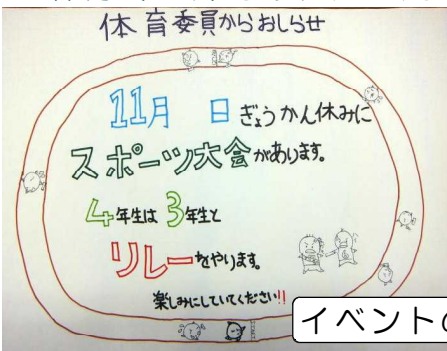 体育委員からおしらせ
11月 日ぎょうかん休みに
スポーツ大会があります。
4年生は3年生と
リレーをやります。
楽しみにしていてください!!
イベントの